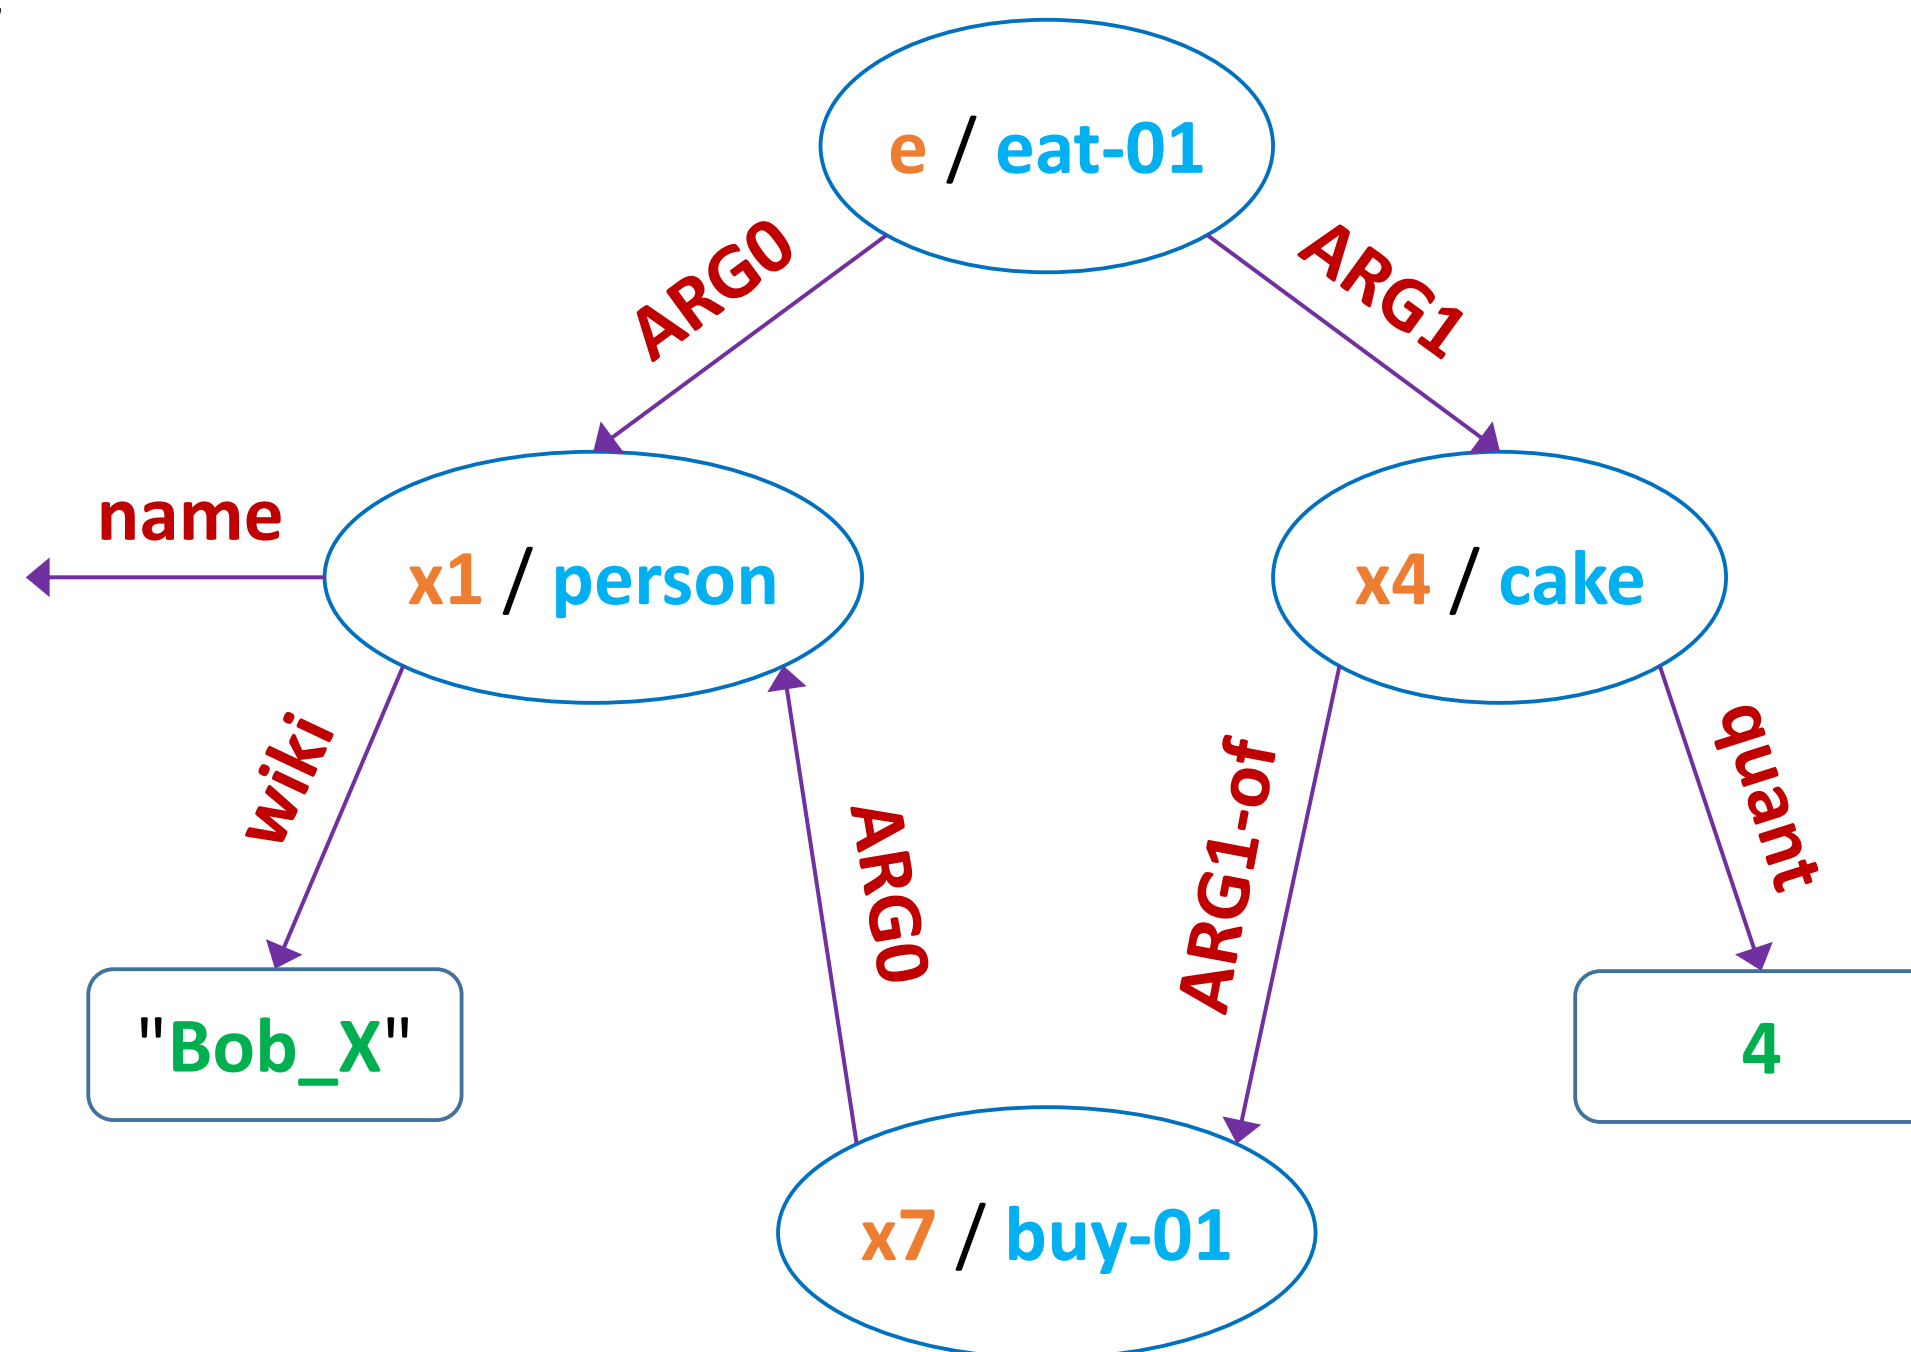 e / eat-01
ARG0
ARG1
name
x1 / person
x4 / cake
wiki
ARG0
ARG1-of
quant
"Bob_X"
4
x7 / buy-01